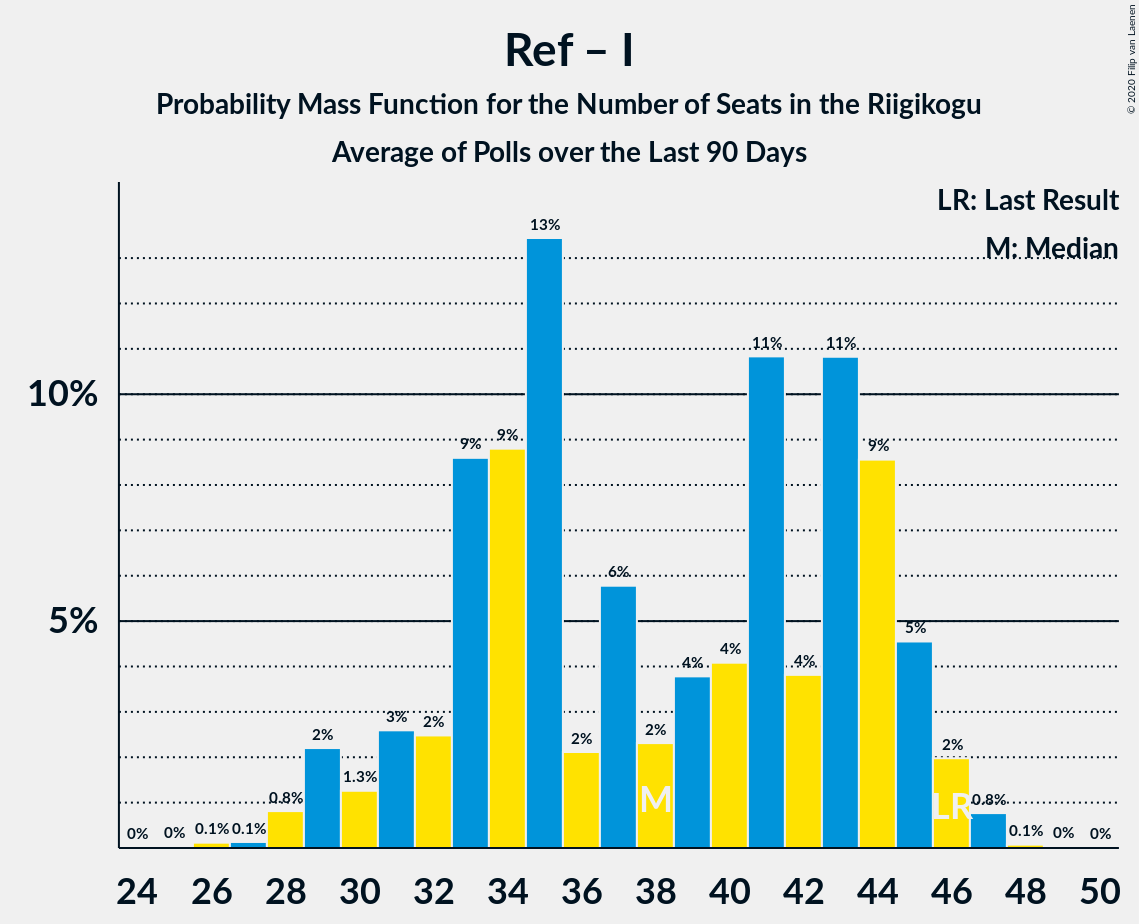 Ref – I
Probability Mass Function for the Number of Seats in the Riigikogu
Average of Polls over the Last 90 Days
© 2020 Filip van Laenen
LR: Last Result
M: Median
10%
5%
0% 0% 0.1% 0.1% 0.8% 2% 1.3% 3% 2% 9% 9% 13% 2% 6% 2% 4% 4% 11% 4% 11% 9% 5% 2% 0.8% 0.1% 0% 0%
M LR
24 26 28 30 32 34 36 38 40 42 44 46 48 50